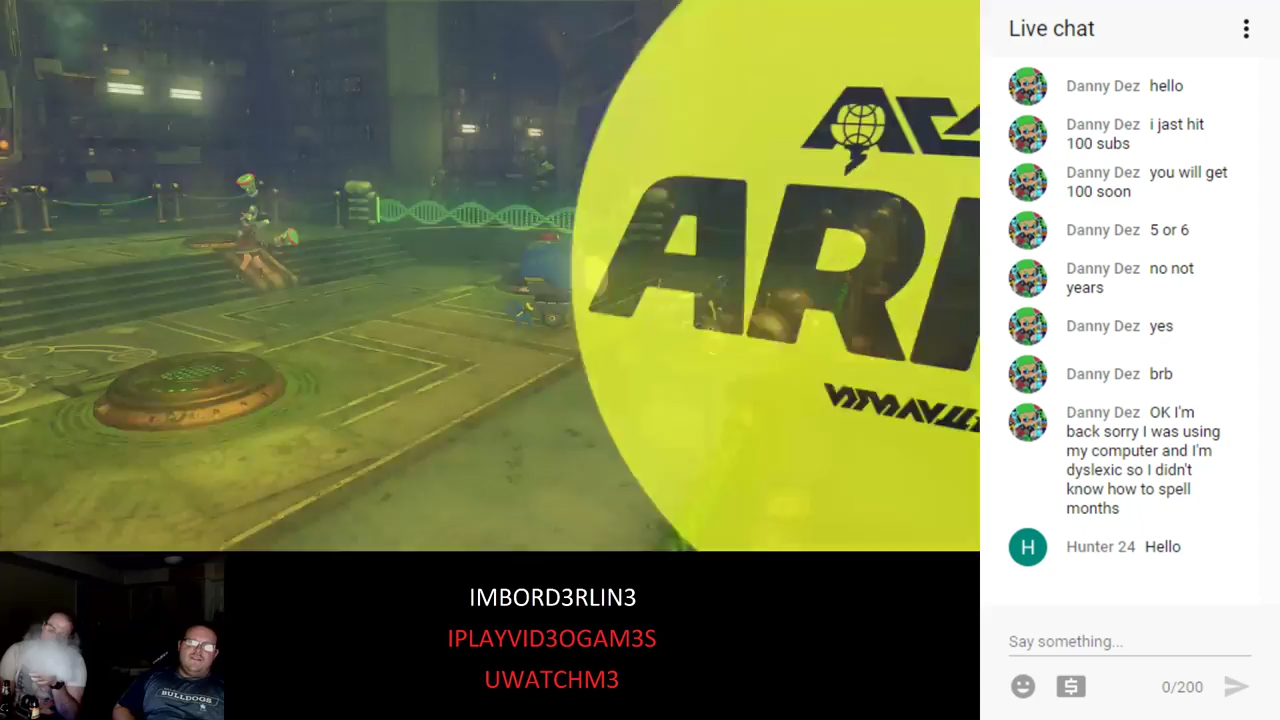 ARM
IMBORD3RLIN3
IPLAYVID3OGAM3S
UWATCHM3
BULLDOGS
Live chat
Danny Dez hello
Danny Dez i jast hit
100 subs
Danny Dez you will get
100 soon
Danny Dez 5 or 6
Danny Dez no not
years
Danny Dez yes
Danny Dez brb
Danny Dez OK I'm
back sorry I was using
my computer and I'm
dyslexic so I didn't
know how to spell
months
H Hunter 24 Hello
Say something...
0/200